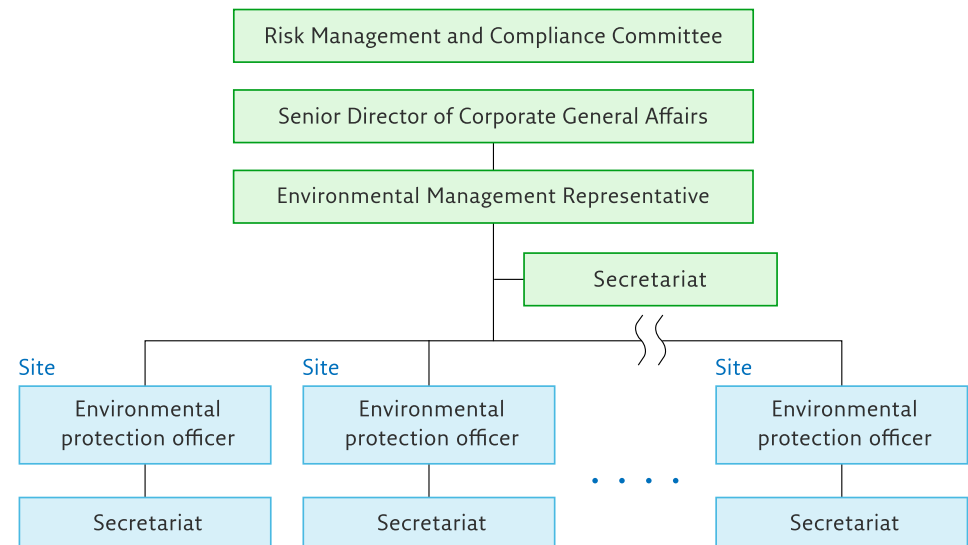 Risk Management and Compliance Committee
Senior Director of Corporate General Affairs
Environmental Management Representative
Secretariat
Site
Environmental
protection officer
Secretariat
Site
Environmental
protection officer
Secretariat
Site
Environmental
protection officer
Secretariat